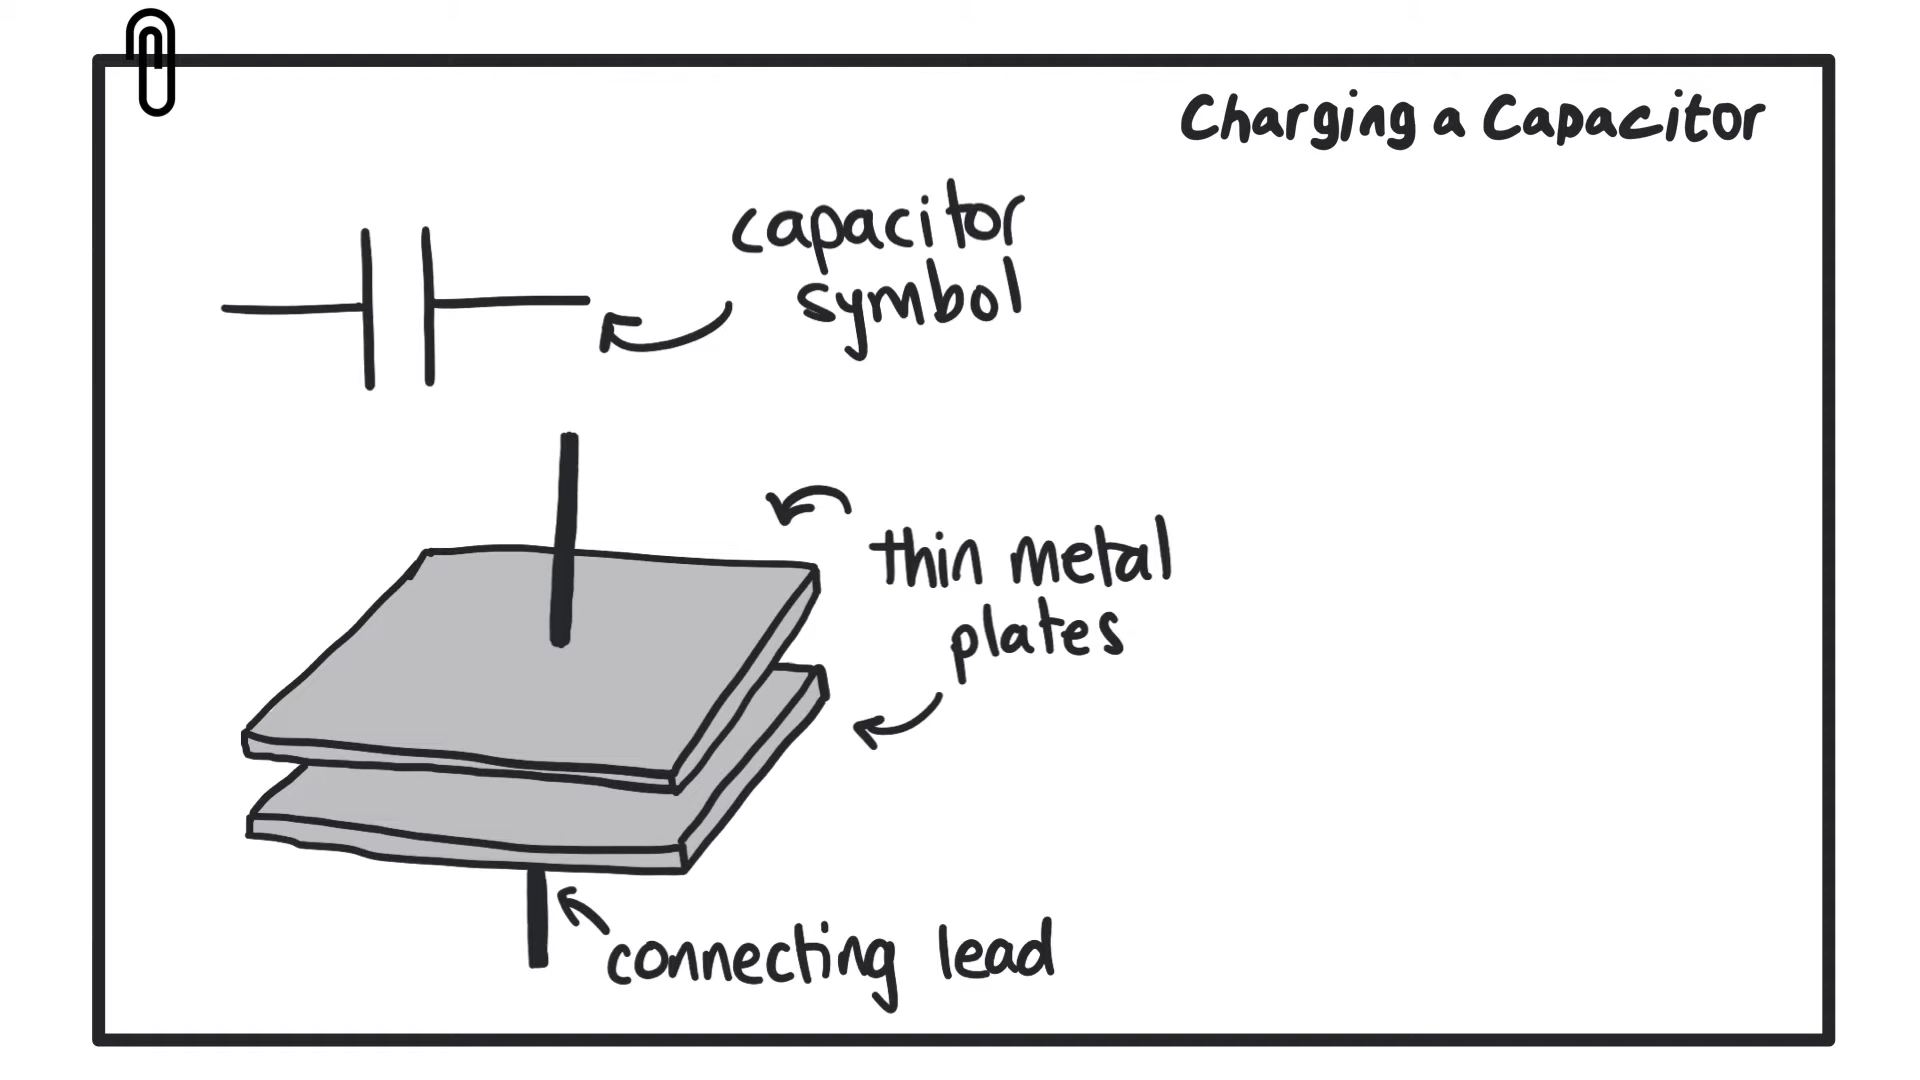 Charging a Capacitor
capacitor
symbol
thin metal
plates
connecting lead